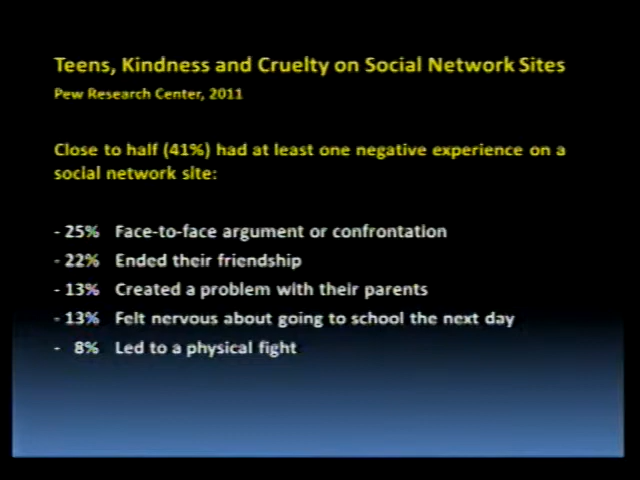 Teens, Kindness and Cruelty on Social Network Sites
Pew Research Center, 2011
Close to half (41%) had at least one negative experience on a
social network site:
- 25% Face-to-face argument or confrontation
- 22% Ended their friendship
- 13% Created a problem with their parents
- 13% Felt nervous about going to school the next day
- 8% Led to a physical fight